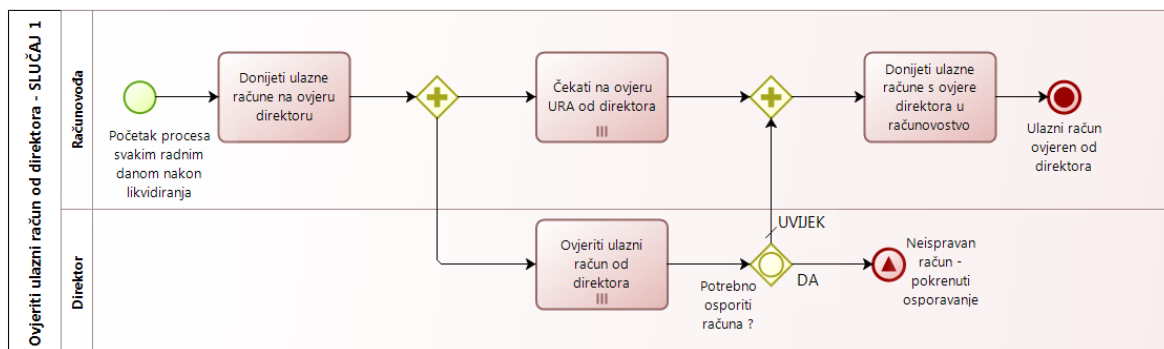 Ovjeriti ulazni račun od direktora - SLUČAJ 1
Računovođa
Početak procesa
svakim radnim
danom nakon
likvidiranja
Donijeti ulazne
račune na ovjeru
direktoru
Čekati na ovjeru
URA od direktora
Donijeti ulazne
račune s ovjere
direktora u
računovostvo
Ulazni račun
ovjeren od
direktora
Direktor
Ovjeriti ulazni
račun od
direktora
Potrebno
osporiti
računa ?
UVIJEK
DA
Neispravan
račun -
pokrenuti
osporavanje